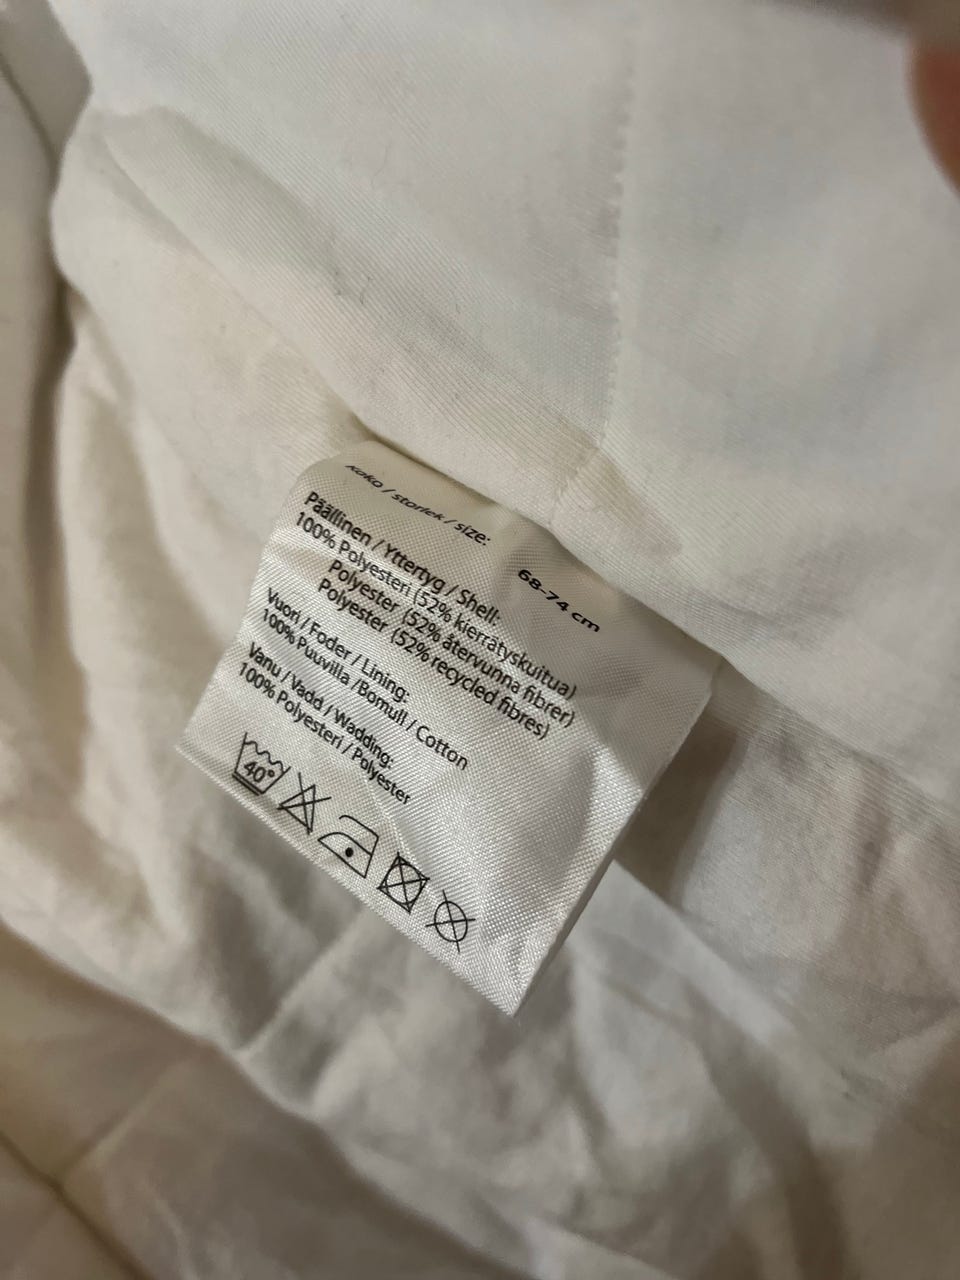 Koko / storlek / size:
68-74 cm
Päällinen / Yttertyg / Shell:
100% Polyesteri (52% kierrätyskuitua)
Polyester (52% återvunna fibrer)
Polyester (52% recycled fibres)
Vuori / Foder / Lining:
100% Puuvilla /Bomull / Cotton
Vanu / Vadd / Wadding:
100% Polyesteri / Polyester
40°